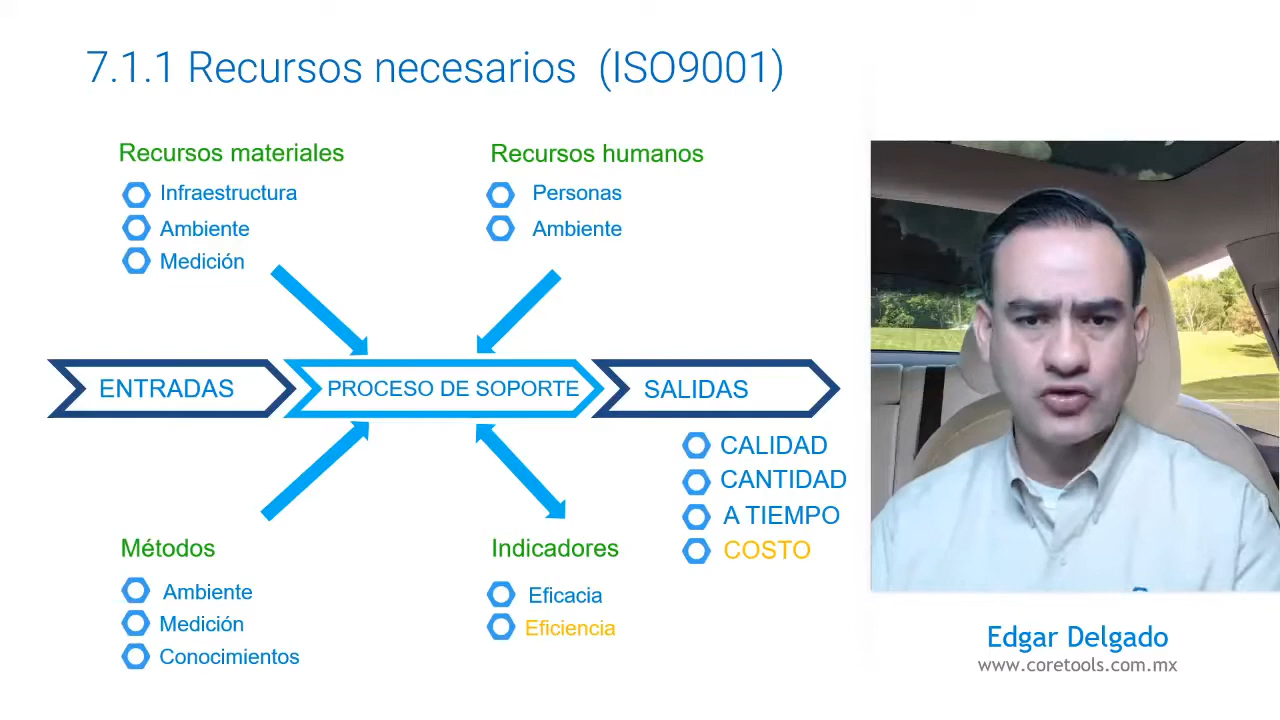 7.1.1 Recursos necesarios (ISO9001)
Recursos materiales
Infraestructura
Ambiente
Medición
Recursos humanos
Personas
Ambiente
ENTRADAS
PROCESO DE SOPORTE
SALIDAS
CALIDAD
CANTIDAD
A TIEMPO
COSTO
Métodos
Ambiente
Medición
Conocimientos
Indicadores
Eficacia
Eficiencia
Edgar Delgado
www.coretools.com.mx